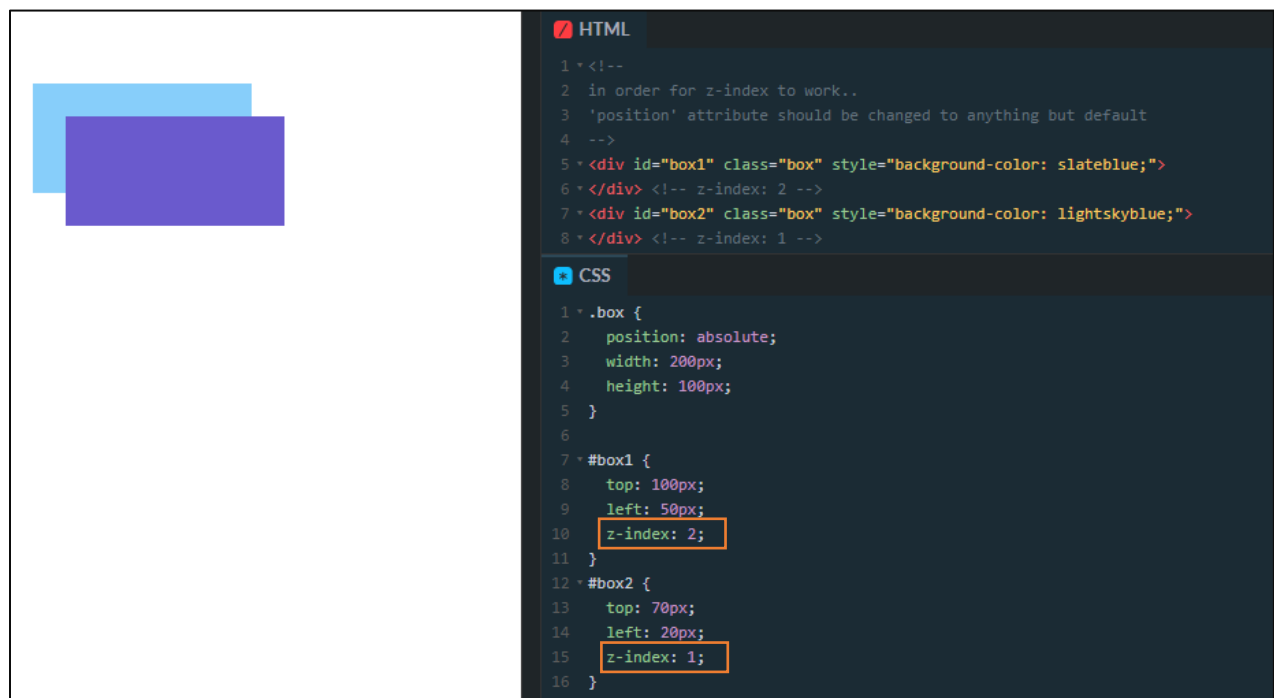 HTML
1 <!--
2 in order for z-index to work..
3 'position' attribute should be changed to anything but default
4 -->
5 <div id="box1" class="box" style="background-color: slateblue;">
6 </div> <!-- z-index: 2 -->
7 <div id="box2" class="box" style="background-color: lightskyblue;">
8 </div> <!-- z-index: 1 -->
* CSS
1 .box {
2 position: absolute;
3 width: 200px;
4 height: 100px;
5 }
6
7 #box1 {
8 top: 100px;
9 left: 50px;
10 z-index: 2;
11 }
12 #box2 {
13 top: 70px;
14 left: 20px;
15 z-index: 1;
16 }